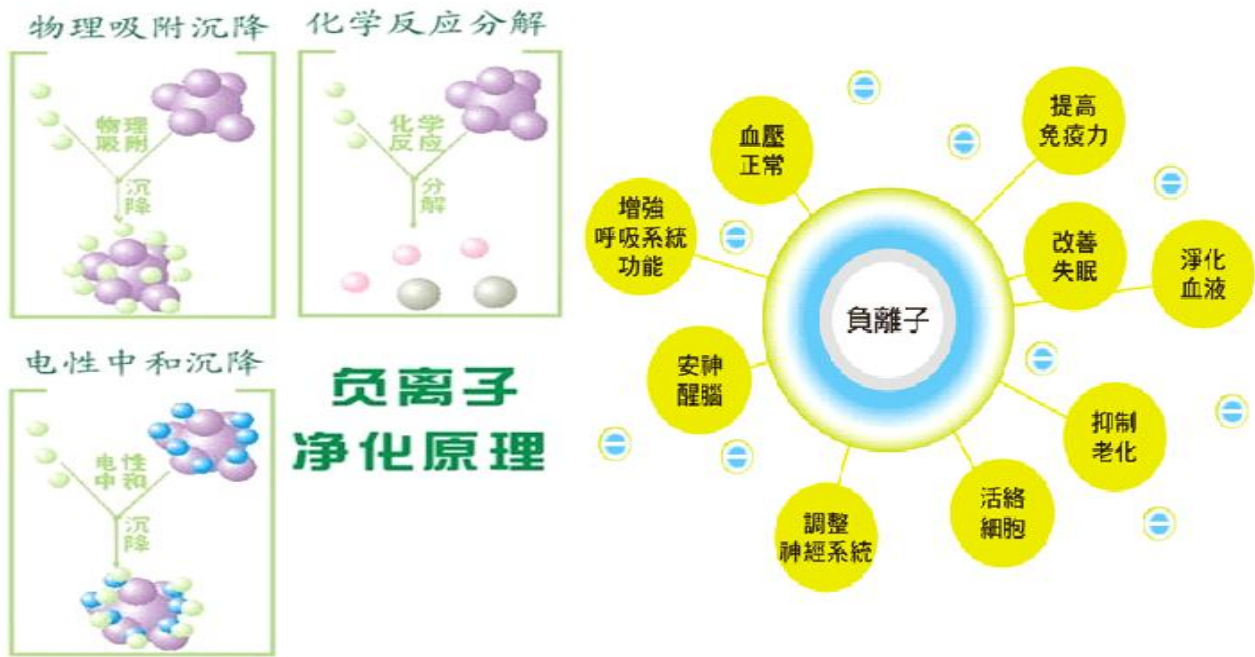 物理吸附沉降
化学反应分解
物理
吸附
沉
降
化学
反应
分
解
电性中和沉降
电性
中和
沉
降
负离子
净化原理
血壓
正常
提高
免疫力
增強
呼吸系統
功能
改善
失眠
淨化
血液
負離子
安神
醒腦
抑制
老化
活絡
細胞
調整
神經系統